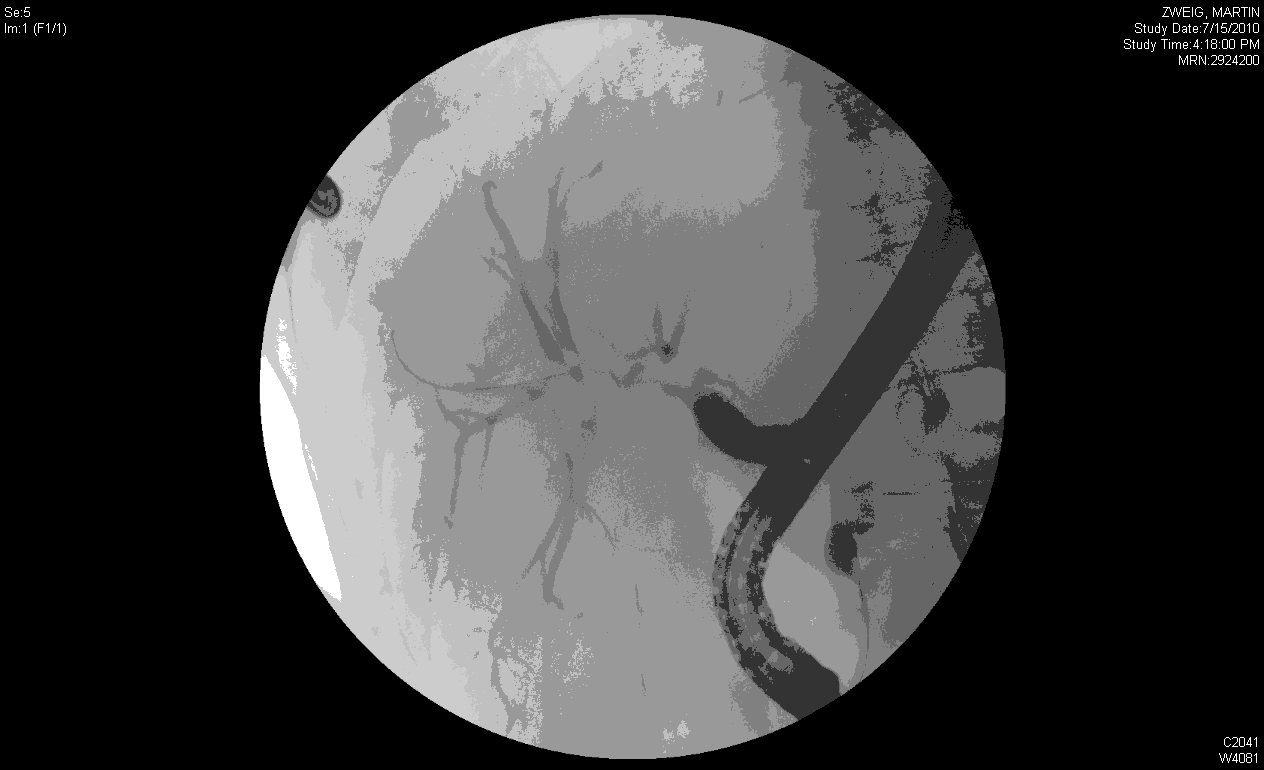 Se:5
Im:1 (F1/1)
ZWEIG, MARTIN
Study Date:7/15/2010
Study Time:4:18:00 PM
MRN:2924200
C2041
W4081